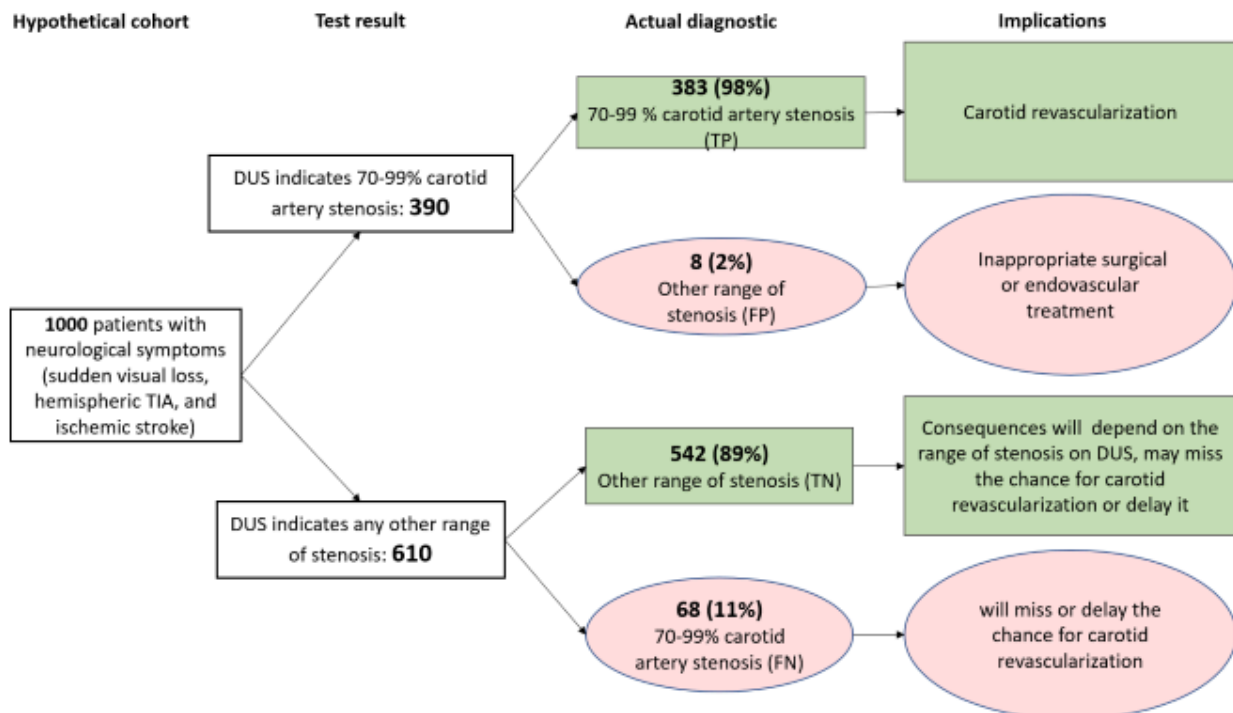 Hypothetical cohort
Test result
Actual diagnostic
Implications
1000 patients with
neurological symptoms
(sudden visual loss,
hemispheric TIA, and
ischemic stroke)
DUS indicates 70-99% carotid
artery stenosis: 390
383 (98%)
70-99 % carotid artery stenosis
(TP)
Carotid revascularization
8 (2%)
Other range of
stenosis (FP)
Inappropriate surgical
or endovascular
treatment
DUS indicates any other range
of stenosis: 610
542 (89%)
Other range of stenosis (TN)
Consequences will depend on the
range of stenosis on DUS, may miss
the chance for carotid
revascularization or delay it
68 (11%)
70-99% carotid
artery stenosis (FN)
will miss or delay the
chance for carotid
revascularization